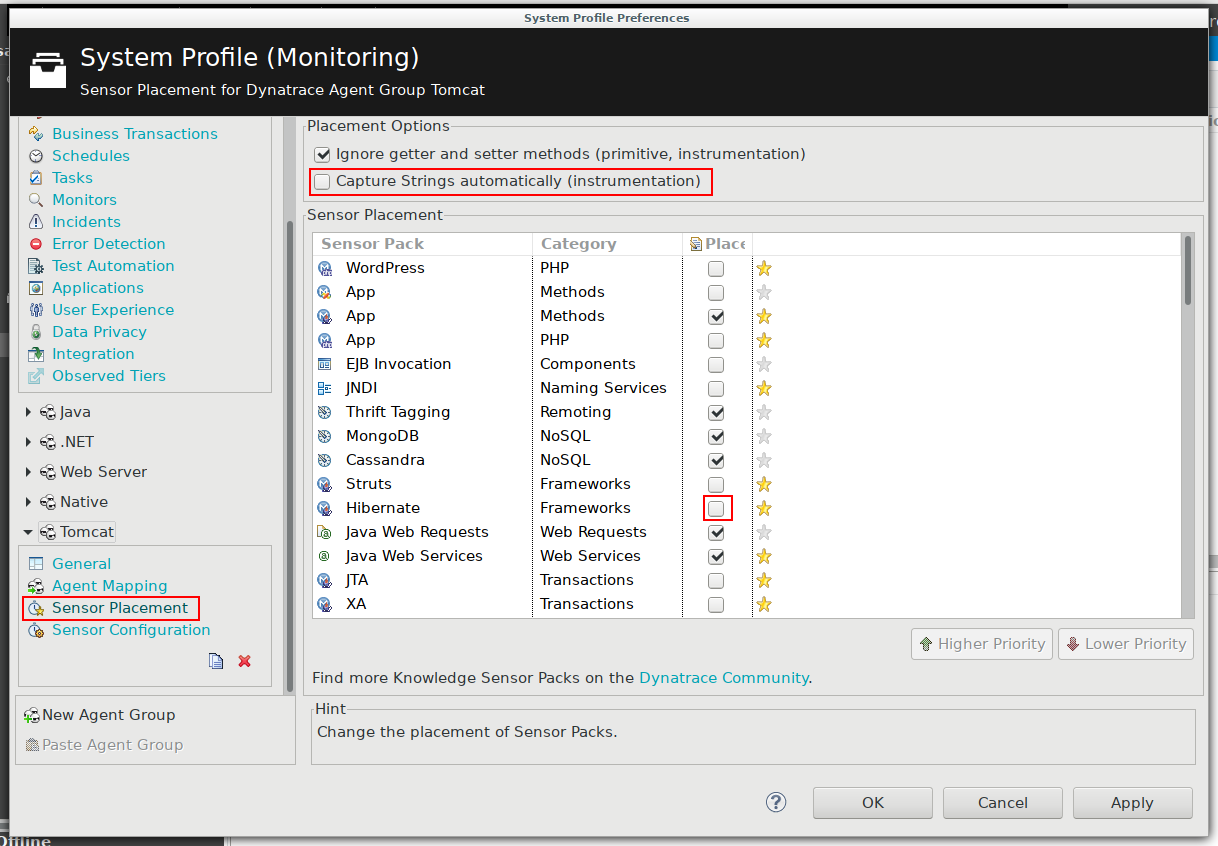 System Profile Preferences
System Profile (Monitoring)
Sensor Placement for Dynatrace Agent Group Tomcat
Business Transactions
Schedules
Tasks
Monitors
Incidents
Error Detection
Test Automation
Applications
User Experience
Data Privacy
Integration
Observed Tiers
Java
.NET
Web Server
Native
Tomcat
General
Agent Mapping
Sensor Placement
Sensor Configuration
New Agent Group
Paste Agent Group
Placement Options
Ignore getter and setter methods (primitive, instrumentation)
Capture Strings automatically (instrumentation)
Sensor Placement
Sensor Pack Category Place
WordPress PHP
App Methods
App Methods
App PHP
EJB Invocation Components
JNDI Naming Services
Thrift Tagging Remoting
MongoDB NoSQL
Cassandra NoSQL
Struts Frameworks
Hibernate Frameworks
Java Web Requests Web Requests
Java Web Services Web Services
JTA Transactions
XA Transactions
Higher Priority Lower Priority
Find more Knowledge Sensor Packs on the Dynatrace Community.
Hint
Change the placement of Sensor Packs.
? OK Cancel Apply
Offline